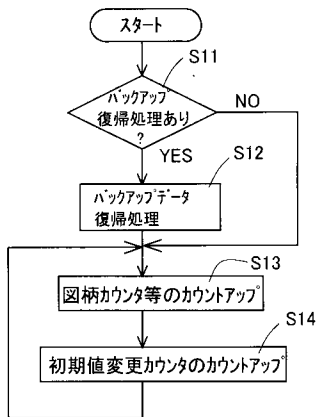 スタート
S11
バックアップ
復帰処理あり
?
NO
YES
S12
バックアップデータ
復帰処理
S13
図柄カウンタ等のカウントアップ
S14
初期値変更カウンタのカウントアップ